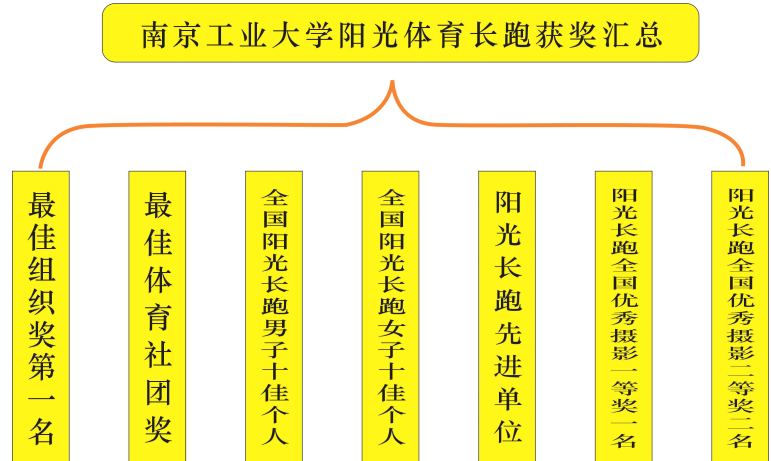 南京工业大学阳光体育长跑获奖汇总
最佳组织奖第一名
最佳体育社团奖
全国阳光长跑男子十佳个人
全国阳光长跑女子十佳个人
阳光长跑先进单位
阳光长跑全国优秀摄影一等奖一名
阳光长跑全国优秀摄影二等奖二名